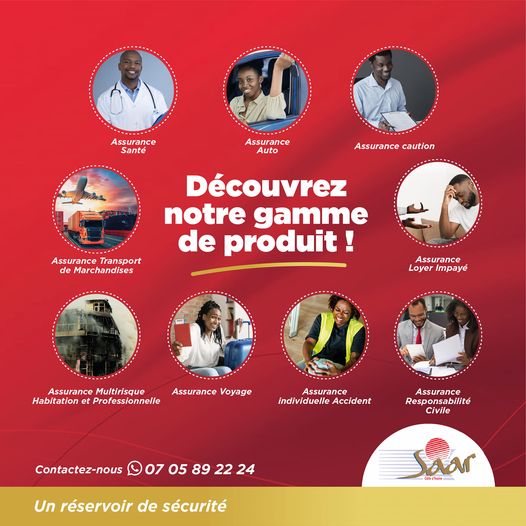 Assurance
Santé
Assurance
Auto
Assurance caution
Découvrez
notre gamme
de produit !
Assurance Transport
de Marchandises
Assurance
Loyer Impayé
Assurance Multirisque
Habitation et Professionnelle
Assurance Voyage
Assurance
individuelle Accident
Assurance
Responsabilité
Civile
Contactez-nous 07 05 89 22 24
Saar
Côte d'Ivoire
Un réservoir de sécurité